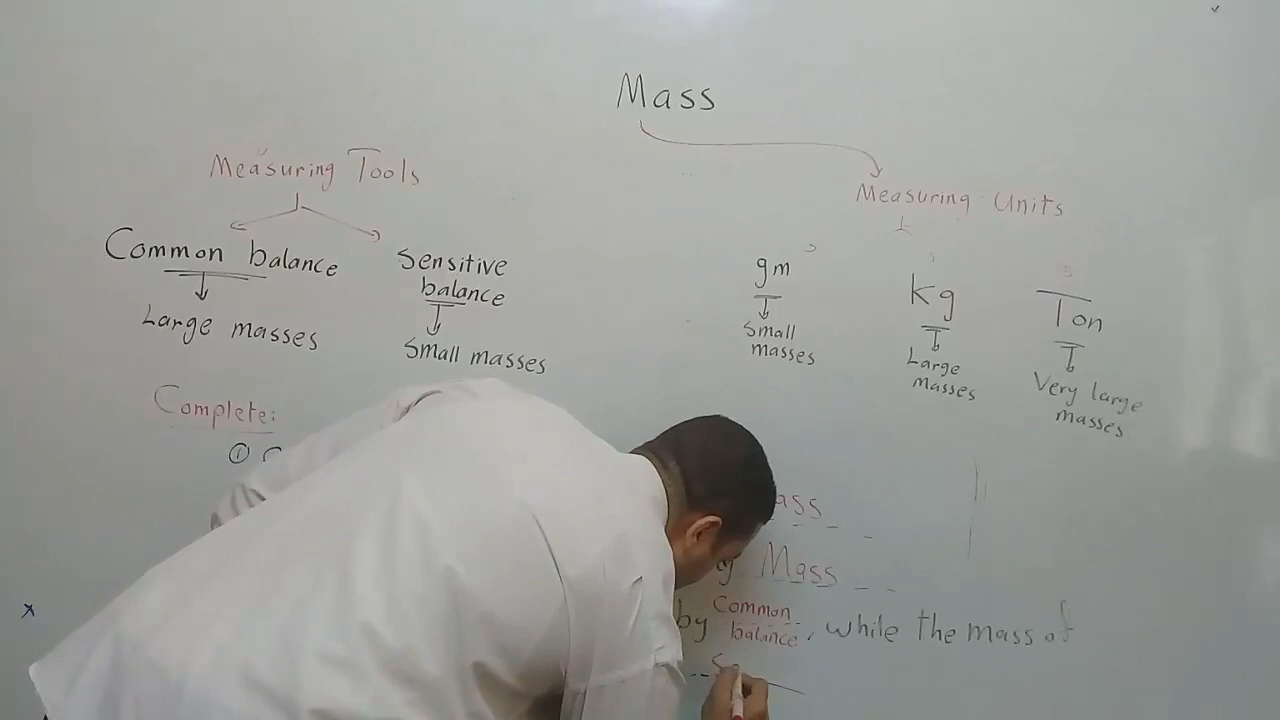 Mass
Measuring Tools
Measuring Units
Common balance
Sensitive
balance
Large masses
Small masses
gm
Small
masses
kg
Large
masses
Ton
Very large
masses
Complete:
①
Mass
by Common
balance, while the mass of